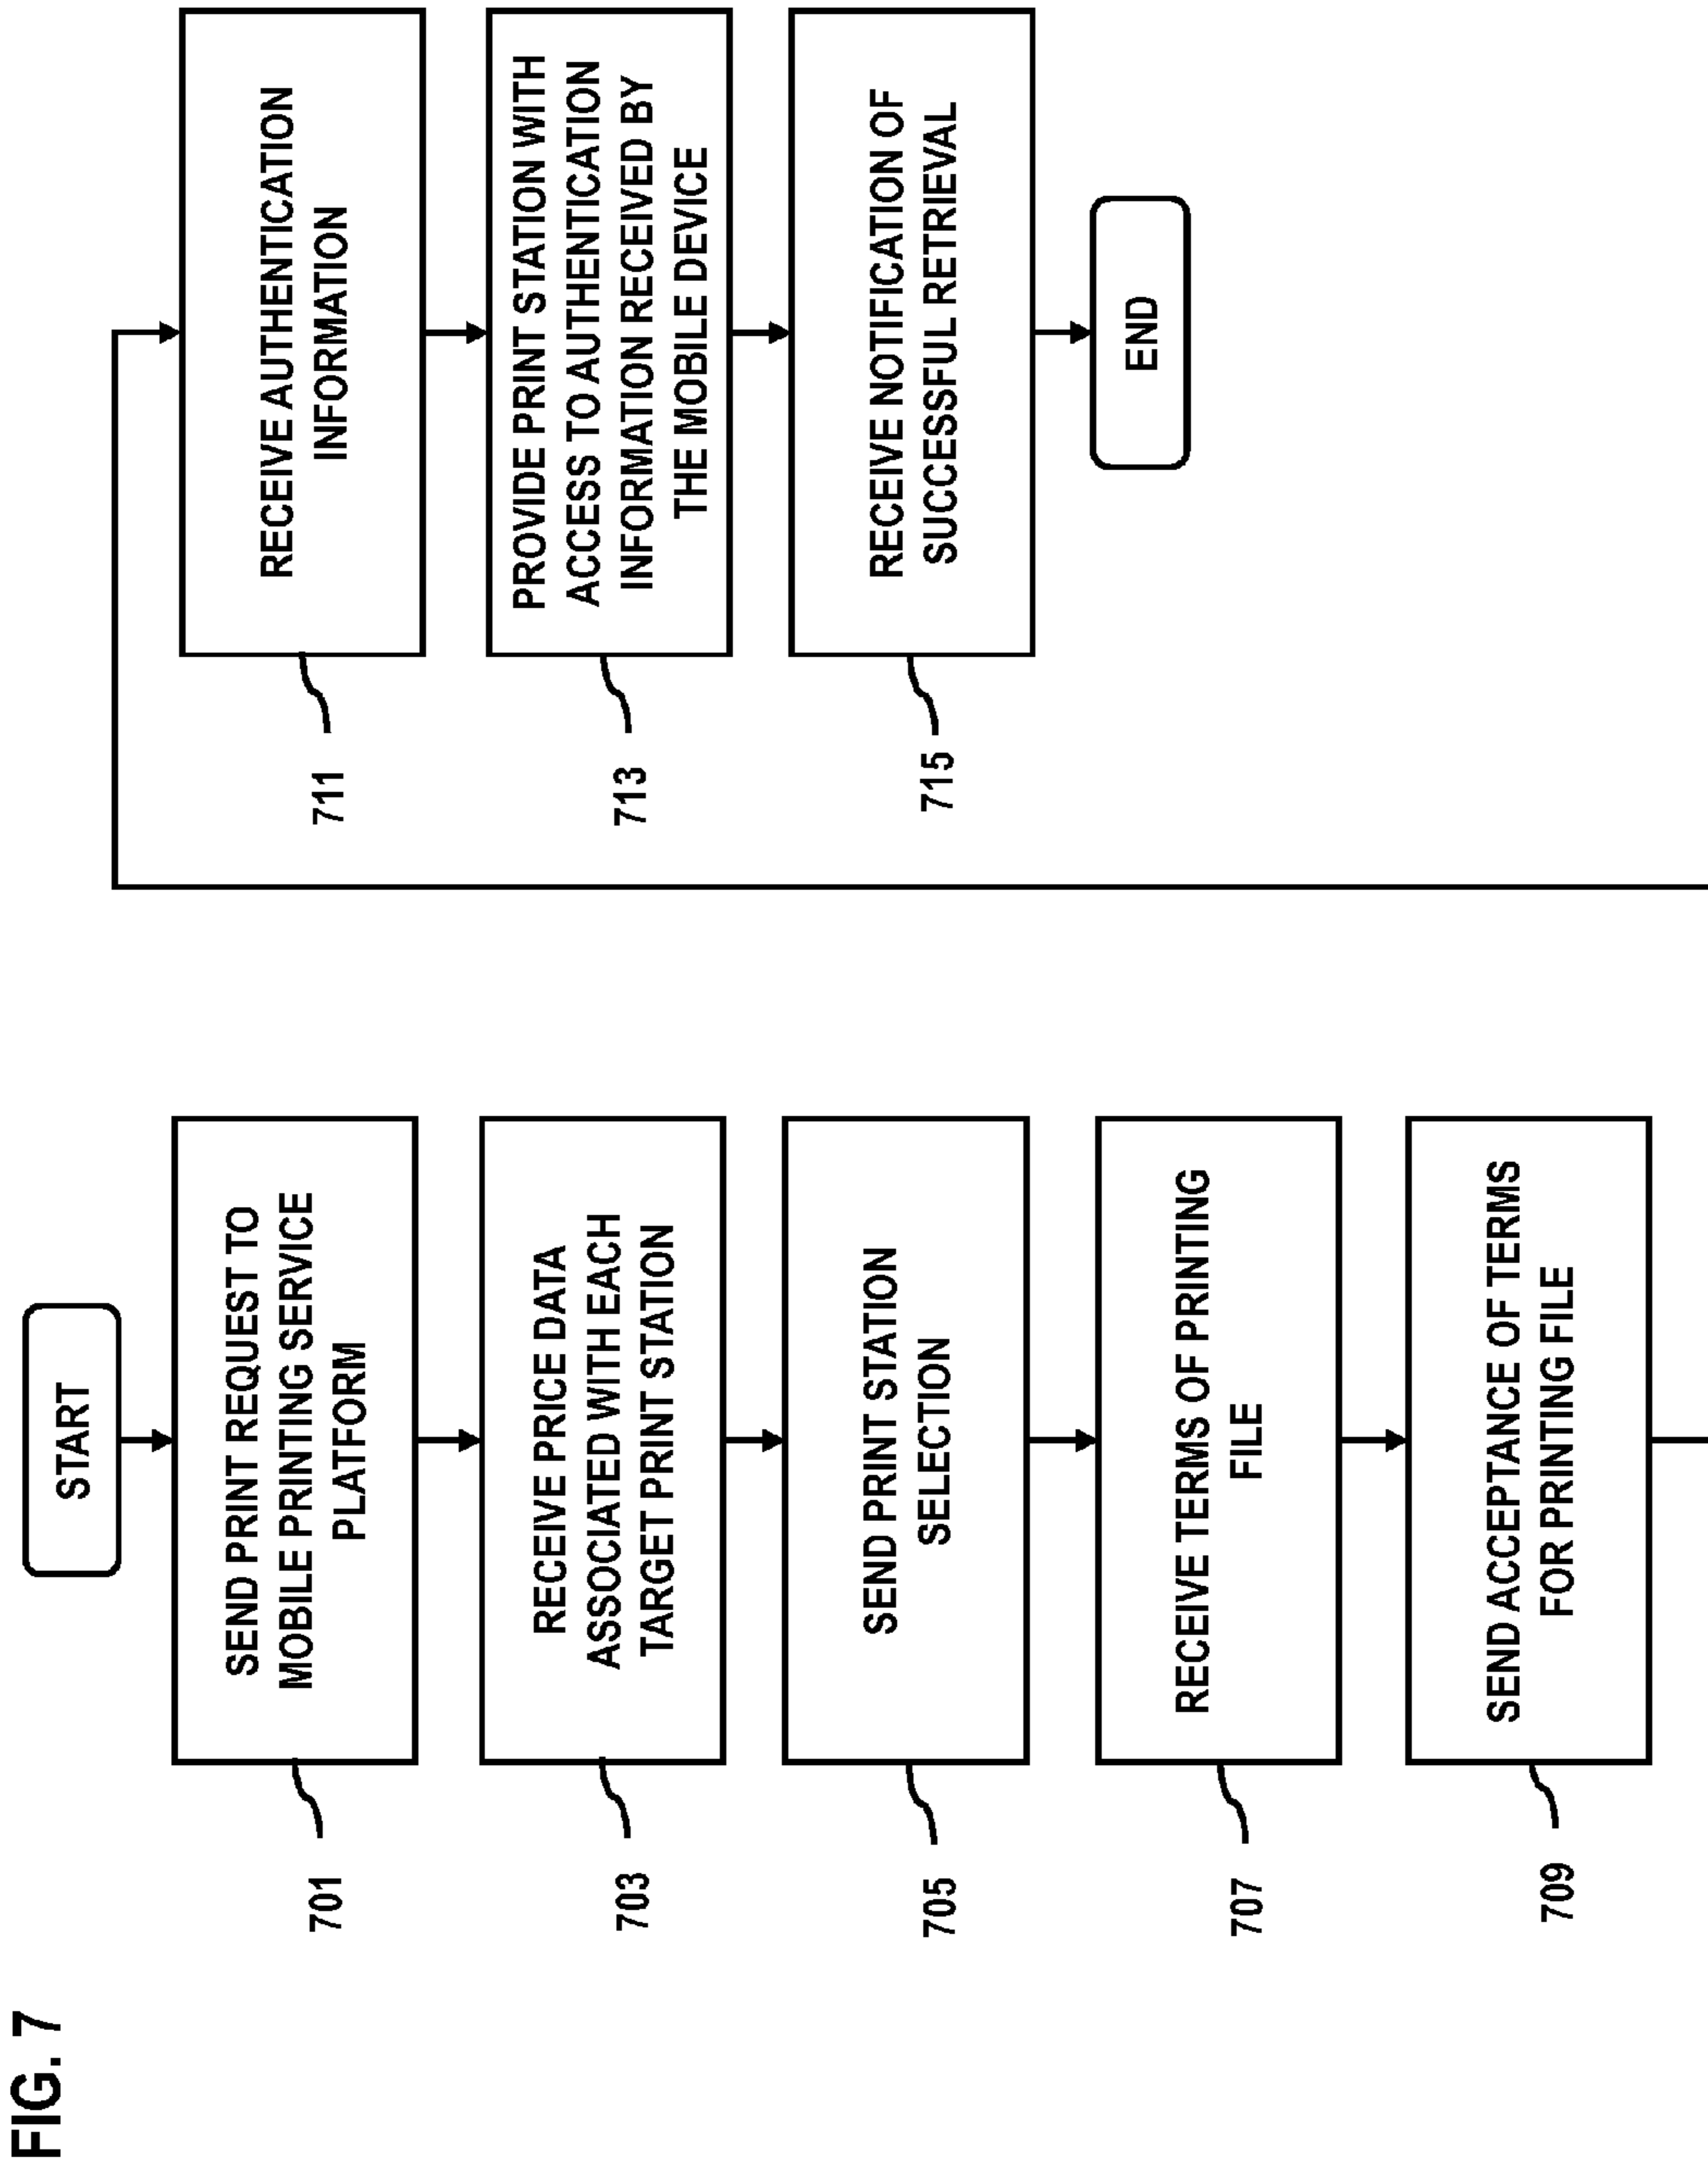 FIG. 7
START
SEND PRINT REQUEST TO
MOBILE PRINTING SERVICE
PLATFORM
701
RECEIVE PRICE DATA
ASSOCIATED WITH EACH
TARGET PRINT STATION
703
SEND PRINT STATION
SELECTION
705
RECEIVE TERMS OF PRINTING
FILE
707
SEND ACCEPTANCE OF TERMS
FOR PRINTING FILE
709
RECEIVE AUTHENTICATION
INFORMATION
711
PROVIDE PRINT STATION WITH
ACCESS TO AUTHENTICATION
INFORMATION RECEIVED BY
THE MOBILE DEVICE
713
RECEIVE NOTIFICATION OF
SUCCESSFUL RETRIEVAL
715
END